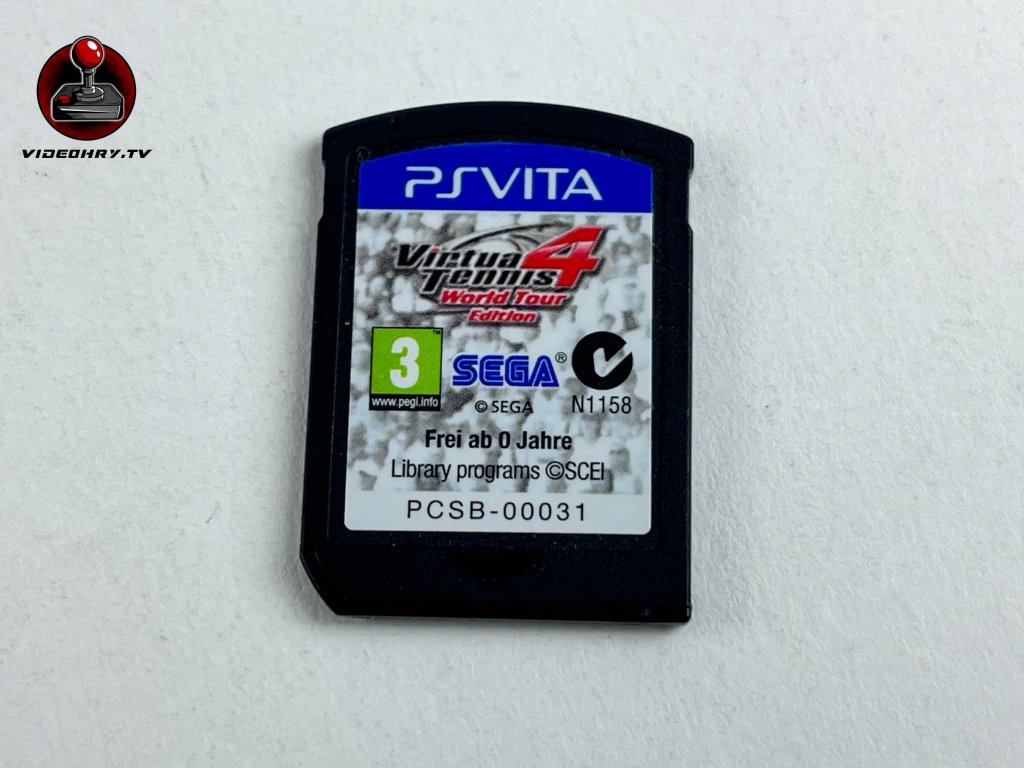 VIDEOHRY.TV
PSVITA
Virtua
Tennis 4
World Tour
Edition
3™
www.pegi.info
SEGA®
© SEGA
N1158
Frei ab 0 Jahre
Library programs ©SCEI
PCSB-00031